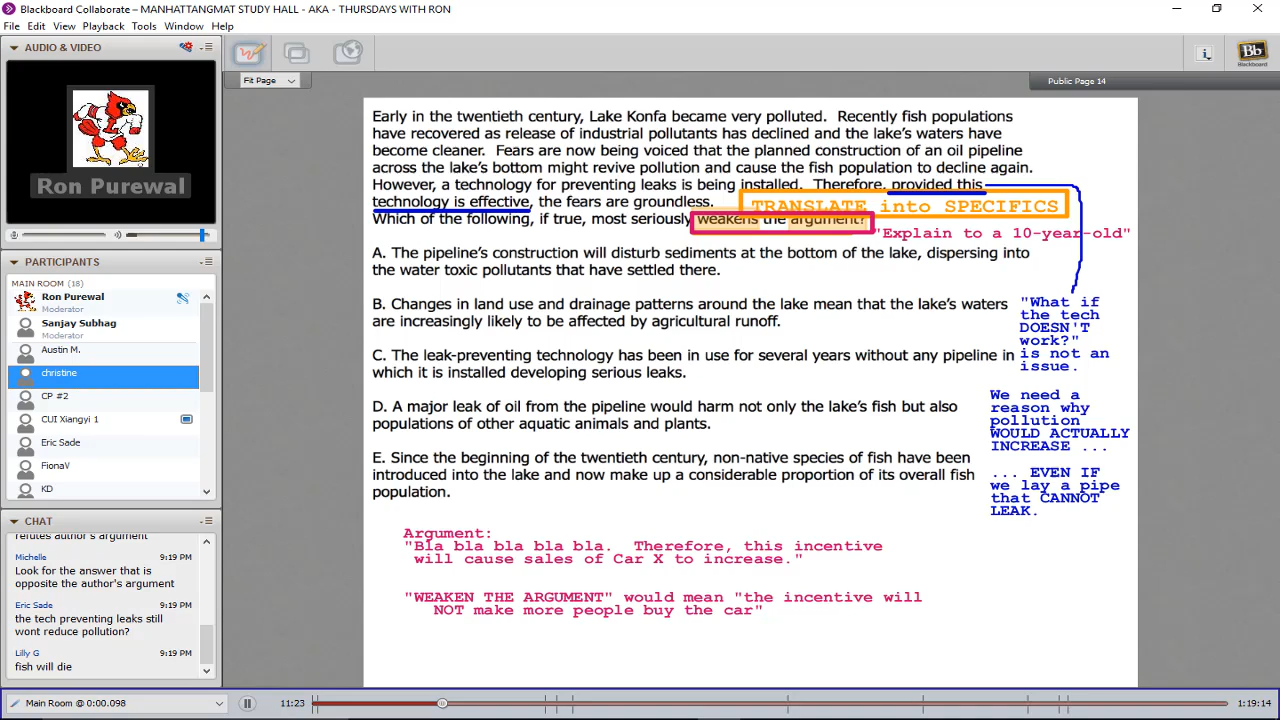 Blackboard Collaborate – MANHATTANGMAT STUDY HALL - AKA - THURSDAYS WITH RON
File Edit View Playback Tools Window Help
AUDIO & VIDEO
Ron Purewal
PARTICIPANTS
MAIN ROOM (18)
Ron Purewal
Moderator
Sanjay Subhag
Moderator
Austin M.
christine
CP #2
CUI Xiangyi 1
Eric Sade
FionaV
KD
CHAT
refutes author's argument
Michelle 9:19 PM
Look for the answer that is
opposite the author's argument
Eric Sade 9:19 PM
the tech preventing leaks still
wont reduce pollution?
Lilly G 9:19 PM
fish will die
Fit Page
Public Page 14
Bb
Blackboard
Early in the twentieth century, Lake Konfa became very polluted. Recently fish populations
have recovered as release of industrial pollutants has declined and the lake's waters have
become cleaner. Fears are now being voiced that the planned construction of an oil pipeline
across the lake's bottom might revive pollution and cause the fish population to decline again.
However, a technology for preventing leaks is being installed. Therefore, provided this
technology is effective, the fears are groundless.
TRANSLATE into SPECIFICS
Which of the following, if true, most seriously weakens the argument?
"Explain to a 10-year-old"
A. The pipeline's construction will disturb sediments at the bottom of the lake, dispersing into
the water toxic pollutants that have settled there.
B. Changes in land use and drainage patterns around the lake mean that the lake's waters
are increasingly likely to be affected by agricultural runoff.
C. The leak-preventing technology has been in use for several years without any pipeline in
which it is installed developing serious leaks.
D. A major leak of oil from the pipeline would harm not only the lake's fish but also
populations of other aquatic animals and plants.
E. Since the beginning of the twentieth century, non-native species of fish have been
introduced into the lake and now make up a considerable proportion of its overall fish
population.
"What if
the tech
DOESN'T
work?"
is not an
issue.
We need a
reason why
pollution
WOULD ACTUALLY
INCREASE ...
... EVEN IF
we lay a pipe
that CANNOT
LEAK.
Argument:
"Bla bla bla bla bla. Therefore, this incentive
will cause sales of Car X to increase."
"WEAKEN THE ARGUMENT" would mean "the incentive will
NOT make more people buy the car"
Main Room @ 0:00.098
11:23
1:19:14